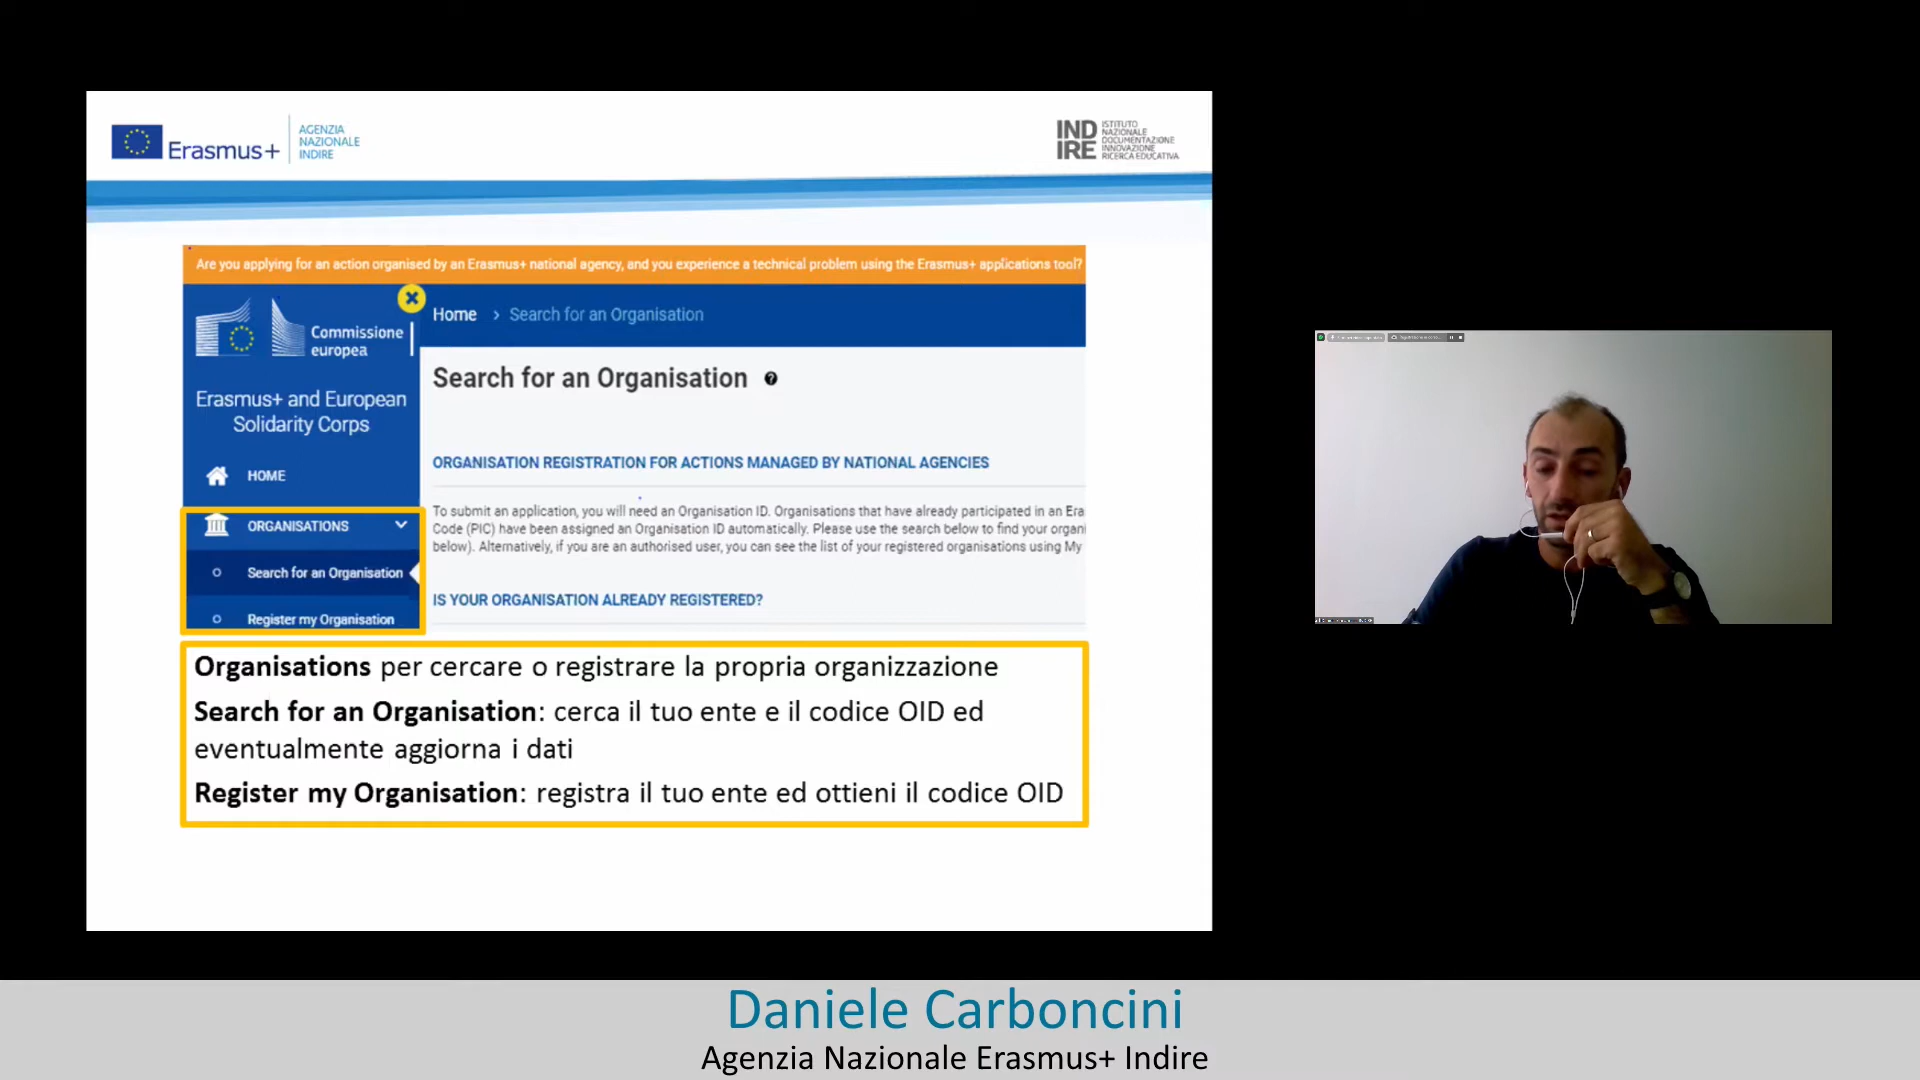 Erasmus+
AGENZIA
NAZIONALE
INDIRE
IND
IRE
ISTITUTO
NAZIONALE
DOCUMENTAZIONE
INNOVAZIONE
RICERCA EDUCATIVA
Are you applying for an action organised by an Erasmus+ national agency, and you experience a technical problem using the Erasmus+ applications tool?
Commissione
europea
Erasmus+ and European
Solidarity Corps
HOME
ORGANISATIONS
Search for an Organisation
Register my Organisation
Home > Search for an Organisation
Search for an Organisation
ORGANISATION REGISTRATION FOR ACTIONS MANAGED BY NATIONAL AGENCIES
To submit an application, you will need an Organisation ID. Organisations that have already participated in an Era
Code (PIC) have been assigned an Organisation ID automatically. Please use the search below to find your organi
below). Alternatively, if you are an authorised user, you can see the list of your registered organisations using My
IS YOUR ORGANISATION ALREADY REGISTERED?
Organisations per cercare o registrare la propria organizzazione
Search for an Organisation: cerca il tuo ente e il codice OID ed
eventualmente aggiorna i dati
Register my Organisation: registra il tuo ente ed ottieni il codice OID
Daniele Carboncini
Agenzia Nazionale Erasmus+ Indire